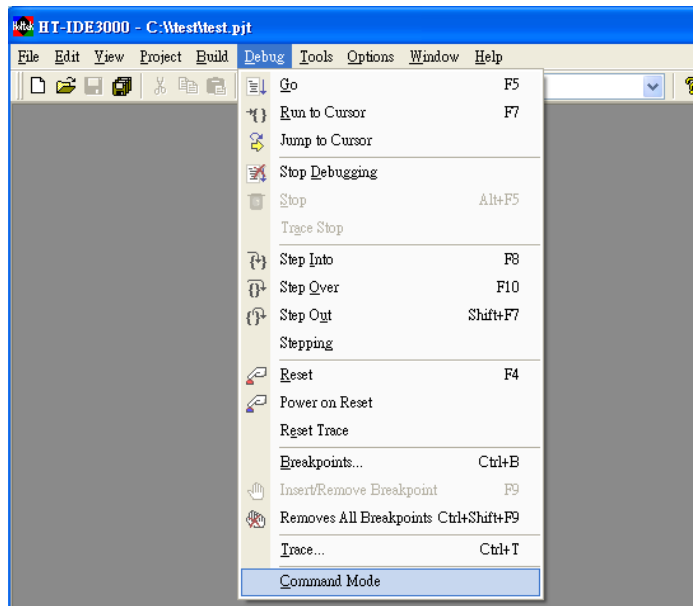 Holtek HT-IDE3000 - C:\\test\test.pjt
File Edit View Project Build Debug Tools Options Window Help
Go F5
Run to Cursor F7
Jump to Cursor
Stop Debugging
Stop Alt+F5
Trace Stop
Step Into F8
Step Over F10
Step Out Shift+F7
Stepping
Reset F4
Power on Reset
Reset Trace
Breakpoints... Ctrl+B
Insert/Remove Breakpoint F9
Removes All Breakpoints Ctrl+Shift+F9
Trace... Ctrl+T
Command Mode